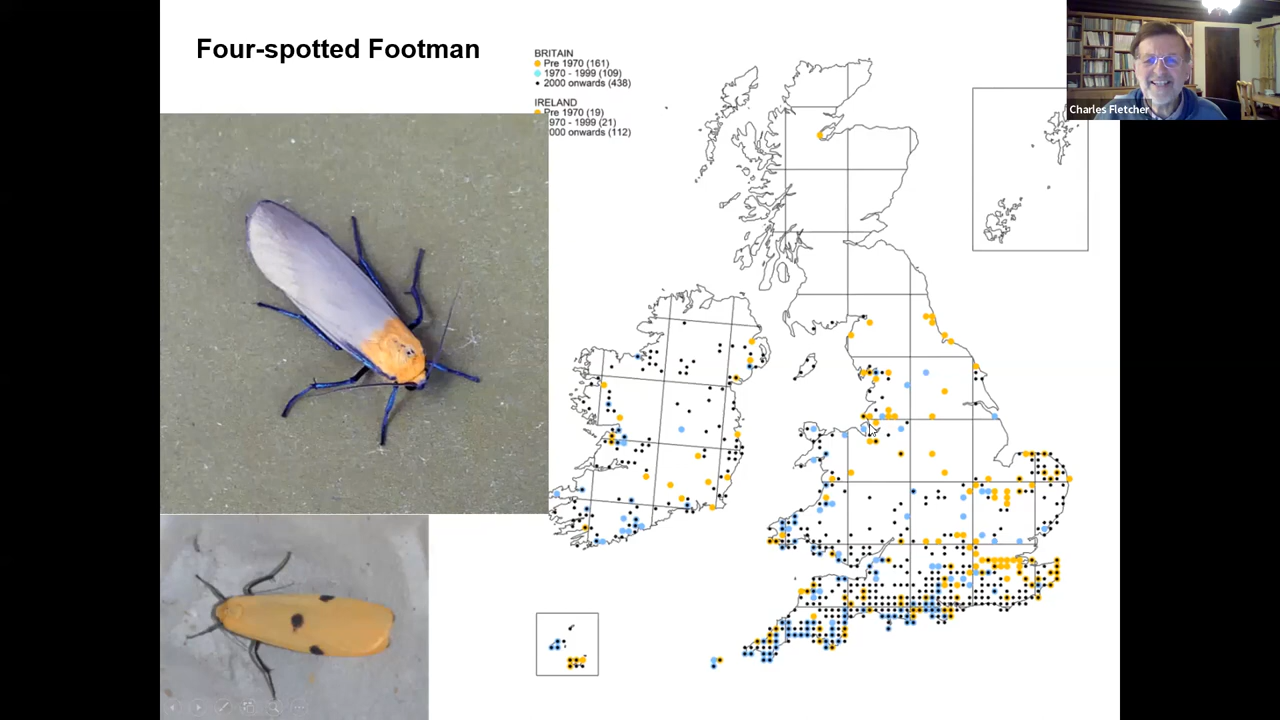 Four-spotted Footman
BRITAIN
Pre 1970 (161)
1970 - 1999 (109)
2000 onwards (438)
IRELAND
Pre 1970 (19)
970 - 1999 (21)
000 onwards (112)
Charles Fletcher